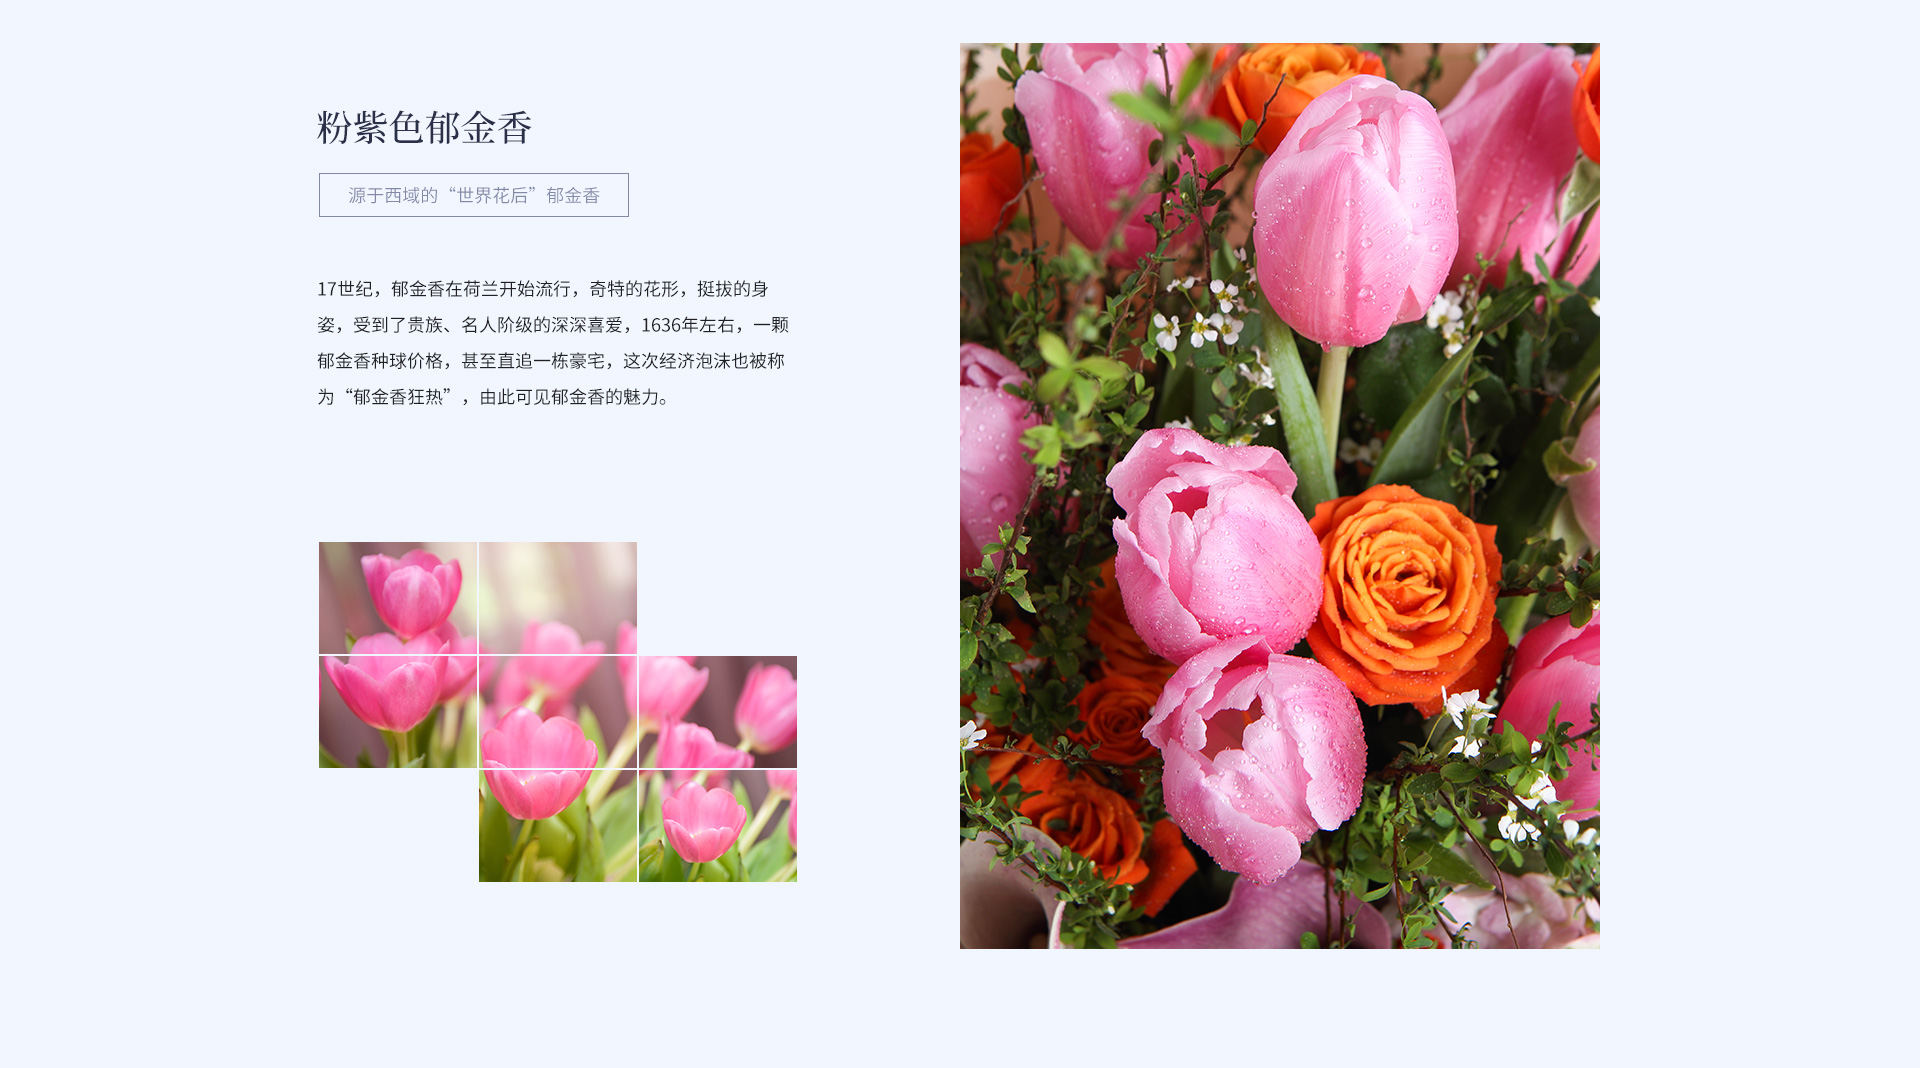 粉紫色郁金香
源于西域的“世界花后”郁金香
17世纪，郁金香在荷兰开始流行，奇特的花形，挺拔的身
姿，受到了贵族、名人阶级的深深喜爱，1636年左右，一颗
郁金香种球价格，甚至直追一栋豪宅，这次经济泡沫也被称
为“郁金香狂热”，由此可见郁金香的魅力。